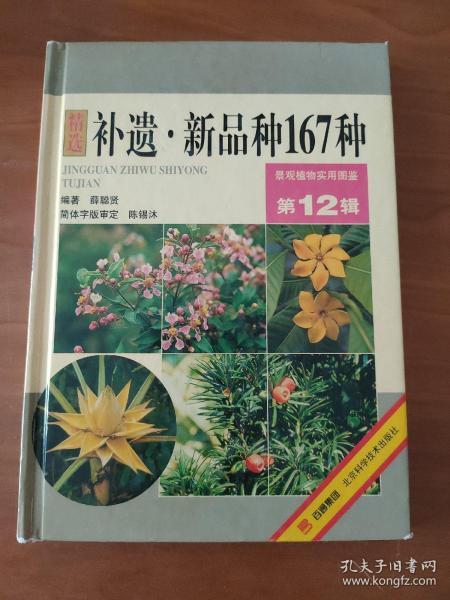 精选
补遗·新品种167种
JINGGUAN ZHIWU SHIYONG
TUJIAN
景观植物实用图鉴
第12辑
编著 薛聪贤
简体字版审定 陈锡沐
百通集团 北京科学技术出版社
孔夫子旧书网
www.kongfz.com